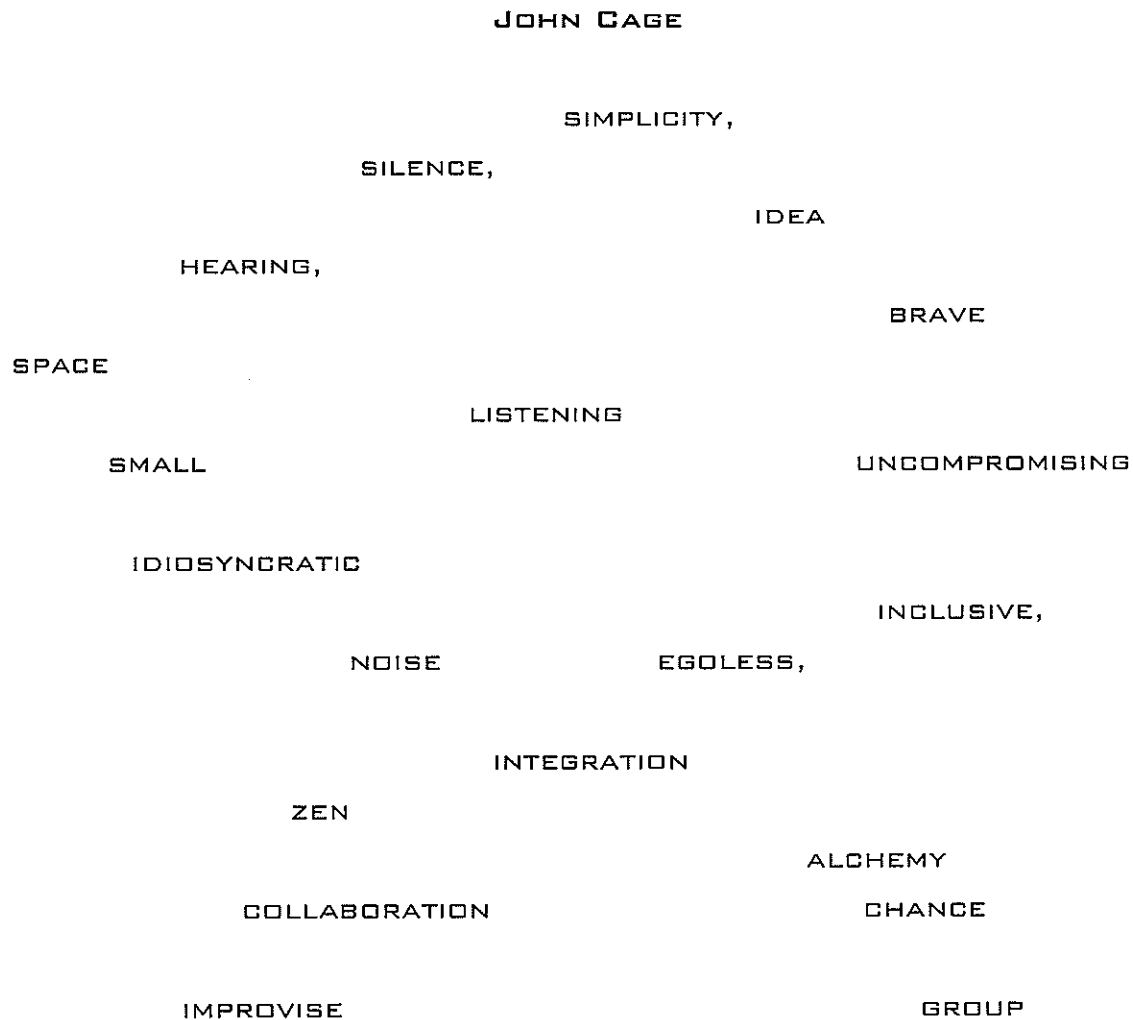 JOHN CAGE
SIMPLICITY,
SILENCE,
IDEA
HEARING,
BRAVE
SPACE
LISTENING
SMALL UNCOMPROMISING
IDIOSYNCRATIC
INCLUSIVE,
NOISE EGOLESS,
INTEGRATION
ZEN
ALCHEMY
COLLABORATION CHANCE
IMPROVISE GROUP